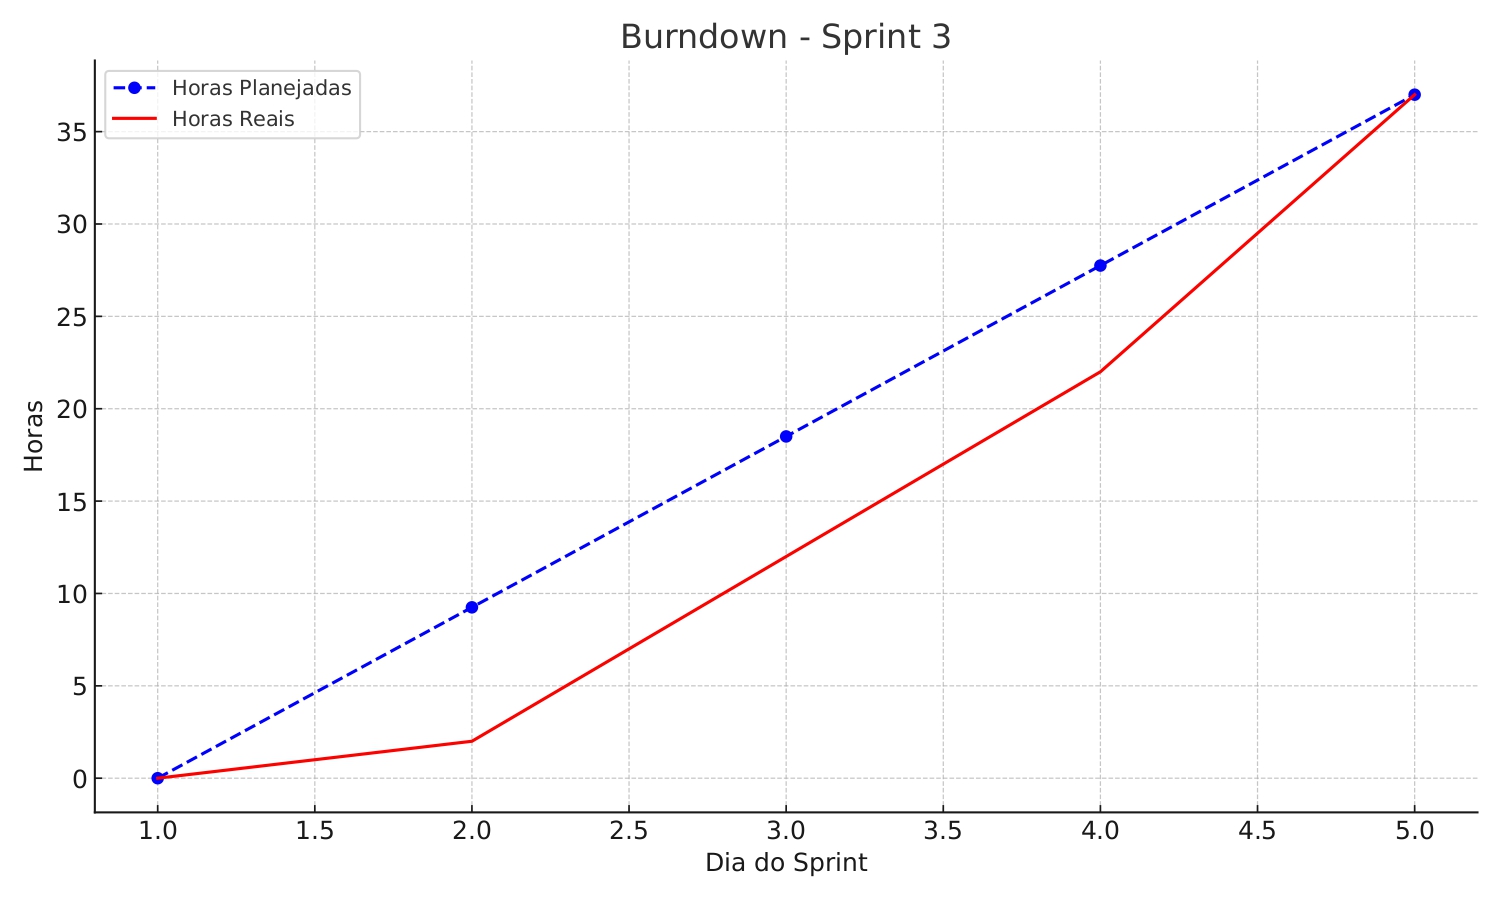 Burndown - Sprint 3
Horas Planejadas
Horas Reais
35
30
25
20
15
10
5
0
Horas
1.0 1.5 2.0 2.5 3.0 3.5 4.0 4.5 5.0
Dia do Sprint